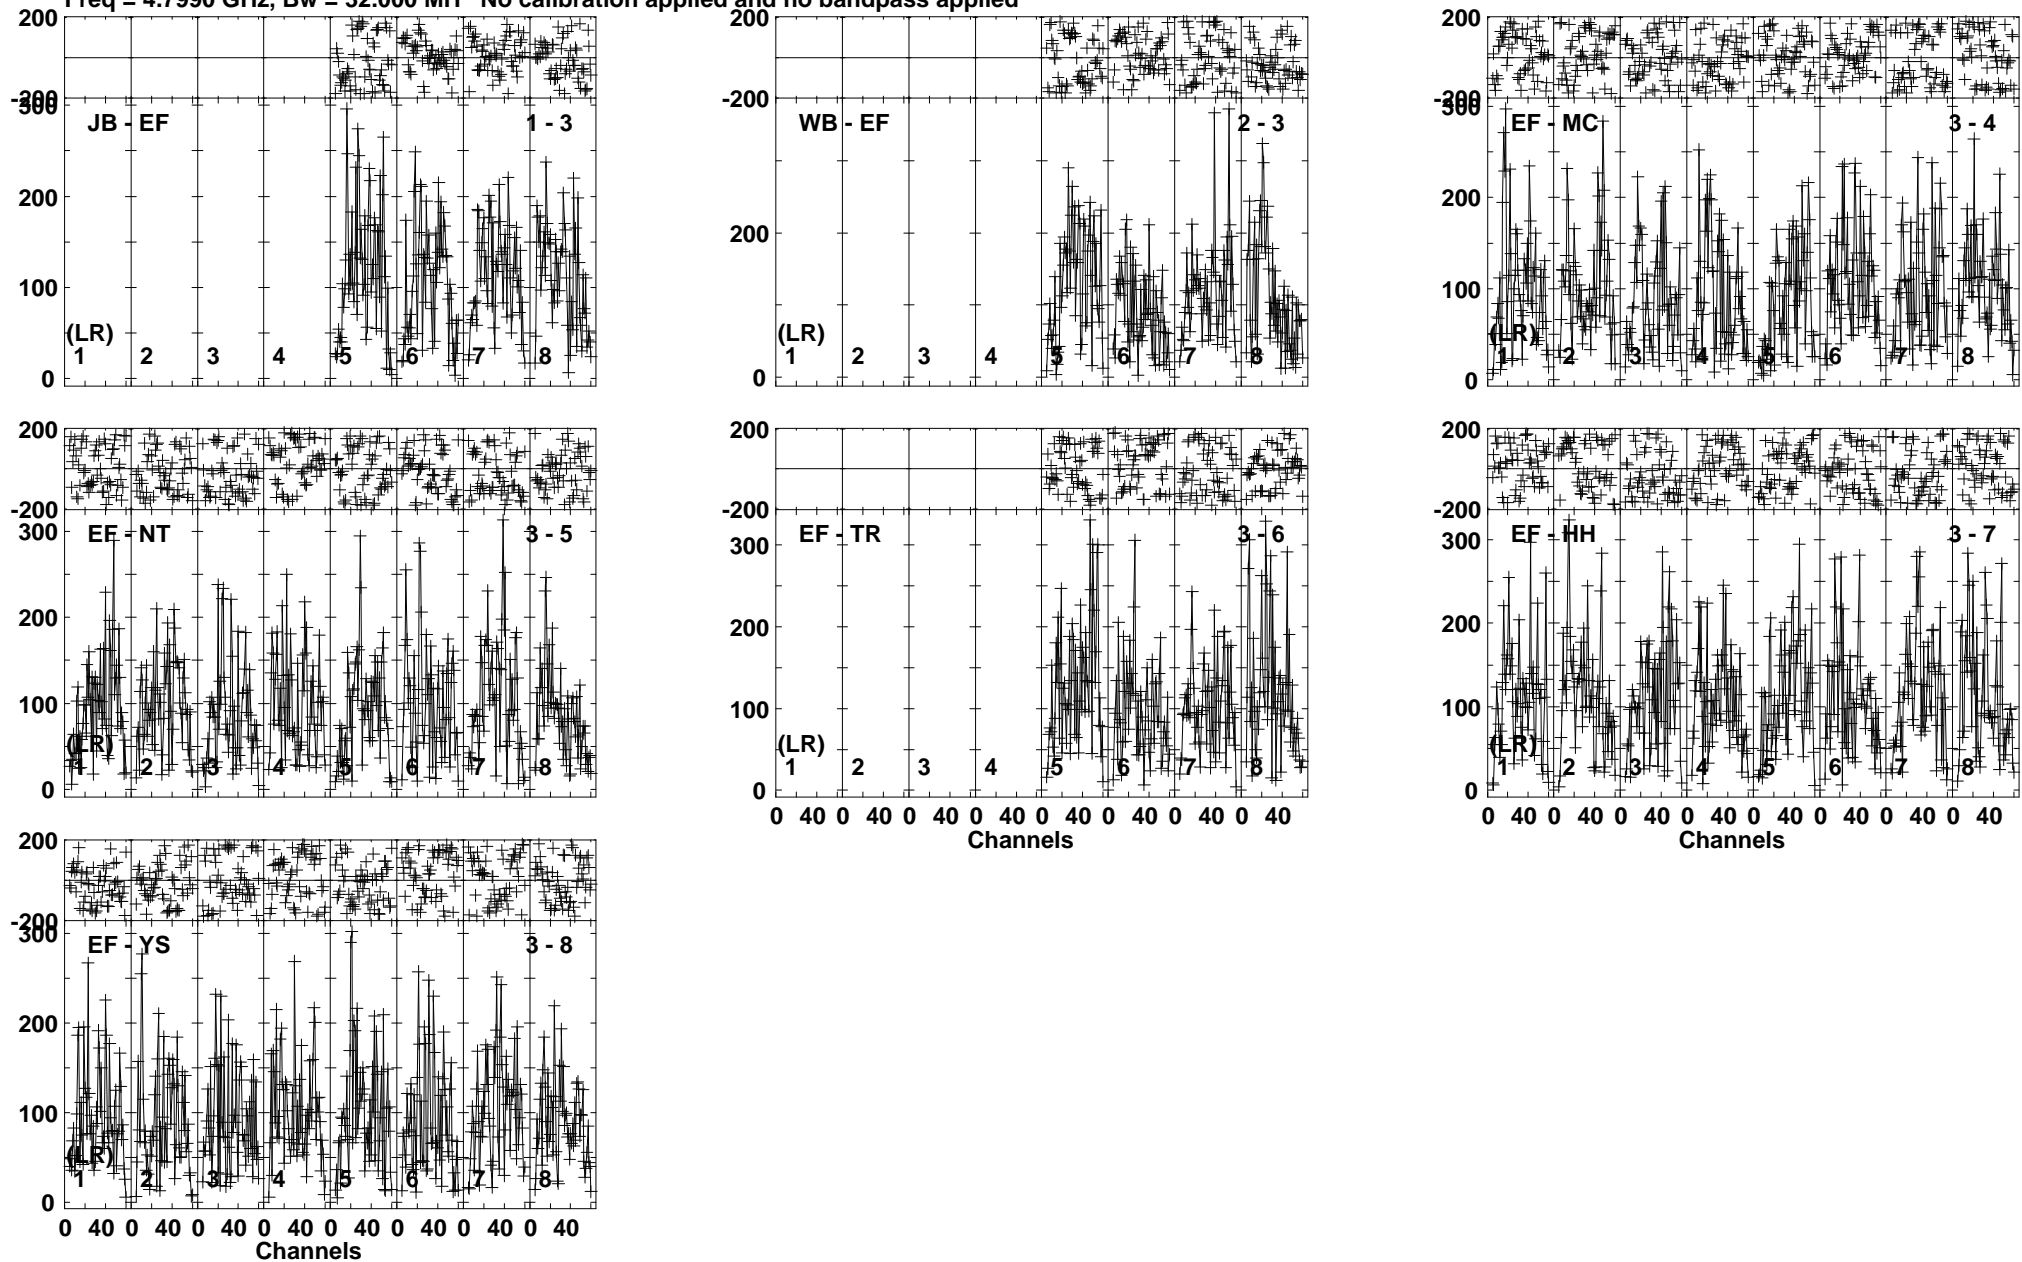 Freq = 4.7990 GHz, Bw = 32.000 MH No calibration applied and no bandpass applied
200 200 200
-200 -200 -200
300 300
JB - EF 1 - 3 WB - EF 2 - 3 EF - MC 3 - 4
200 200 200
100 100
(LR) (LR) (LR)
1 2 3 4 5 6 7 8 1 2 3 4 5 6 7 8 1 2 3 4 5 6 7 8
0 0 0
200 200 200
-200 -200 -200
300 300 300
EF - NT 3 - 5 EF - TR 3 - 6 EF - HH 3 - 7
200 200 200
100 100 100
(LR) (LR) (LR)
1 2 3 4 5 6 7 8 1 2 3 4 5 6 7 8 1 2 3 4 5 6 7 8
0 0 0
0 40 0 40 0 40 0 40 0 40 0 40 0 40 0 40 0 40 0 40 0 40 0 40 0 40 0 40 0 40 0 40
Channels Channels
200
-200
300
EF - YS 3 - 8
200
100
(LR)
1 2 3 4 5 6 7 8
0
0 40 0 40 0 40 0 40 0 40 0 40 0 40 0 40
Channels